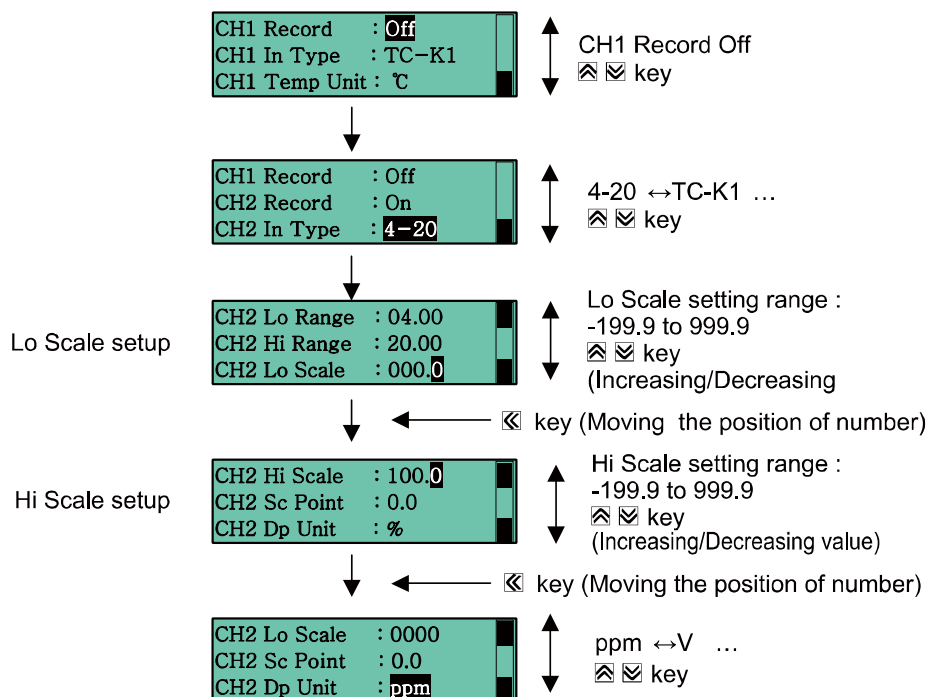 CH1 Record : Off
CH1 In Type : TC-K1
CH1 Temp Unit : ℃
CH1 Record Off
key
CH1 Record : Off
CH2 Record : On
CH2 In Type : 4-20
4-20 ↔TC-K1 ...
key
Lo Scale setup
CH2 Lo Range : 04.00
CH2 Hi Range : 20.00
CH2 Lo Scale : 000.0
Lo Scale setting range :
-199.9 to 999.9
key
(Increasing/Decreasing
key (Moving the position of number)
Hi Scale setup
CH2 Hi Scale : 100.0
CH2 Sc Point : 0.0
CH2 Dp Unit : %
Hi Scale setting range :
-199.9 to 999.9
key
(Increasing/Decreasing value)
key (Moving the position of number)
CH2 Lo Scale : 0000
CH2 Sc Point : 0.0
CH2 Dp Unit : ppm
ppm ↔V ...
key